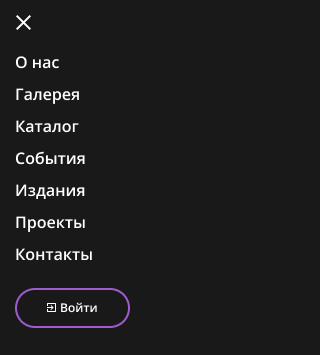 О нас
Галерея
Каталог
События
Издания
Проекты
Контакты
Войти